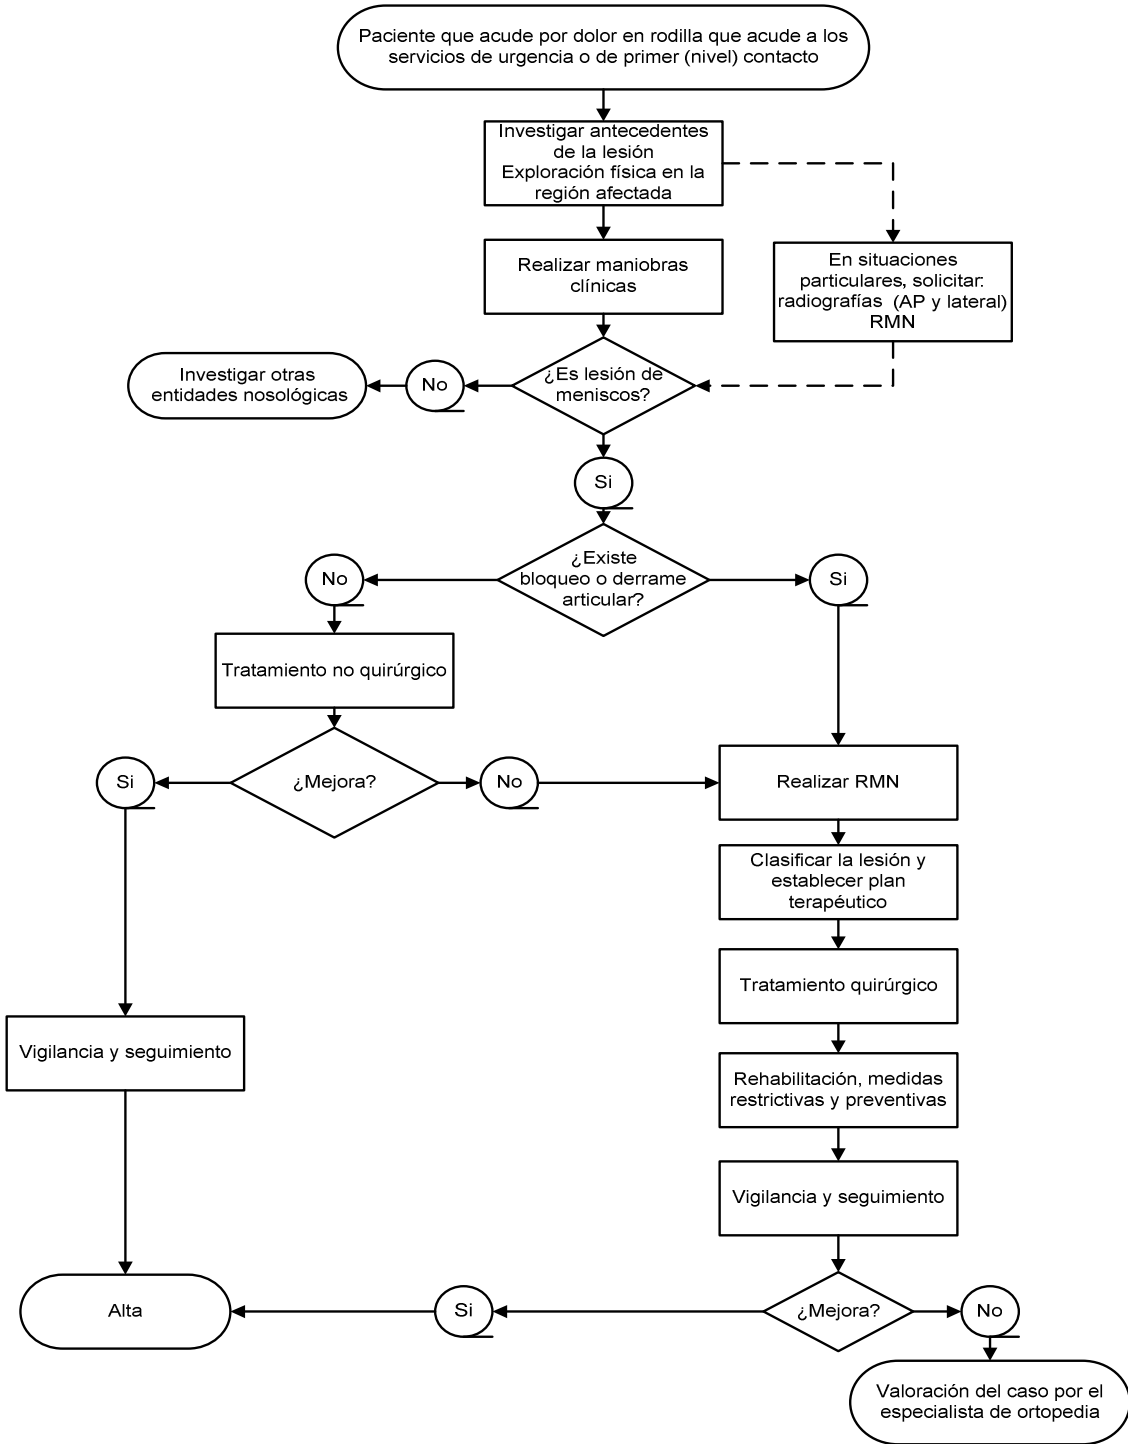 Paciente que acude por dolor en rodilla que acude a los
servicios de urgencia o de primer (nivel) contacto
Investigar antecedentes
de la lesión
Exploración física en la
región afectada
Realizar maniobras
clínicas
En situaciones
particulares, solicitar:
radiografías (AP y lateral)
RMN
¿Es lesión de
meniscos?
No
Investigar otras
entidades nosológicas
Si
¿Existe
bloqueo o derrame
articular?
No
Si
Tratamiento no quirúrgico
¿Mejora?
Si
No
Realizar RMN
Clasificar la lesión y
establecer plan
terapéutico
Tratamiento quirúrgico
Vigilancia y seguimiento
Rehabilitación, medidas
restrictivas y preventivas
Vigilancia y seguimiento
¿Mejora?
Si
No
Alta
Valoración del caso por el
especialista de ortopedia